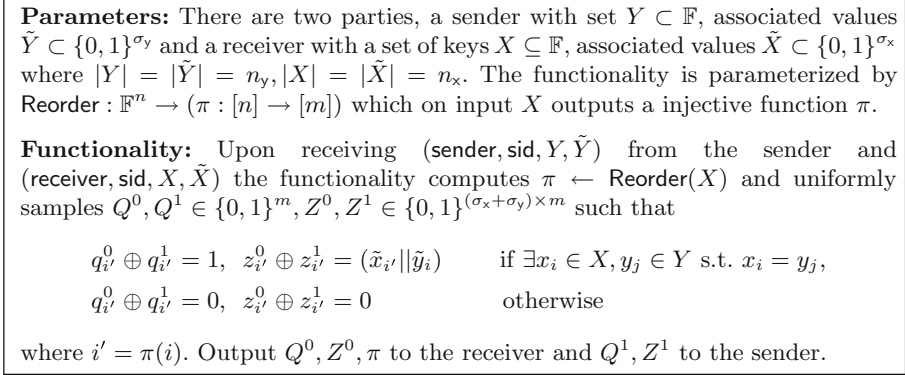 Parameters: There are two parties, a sender with set Y ⊂ 𝔽, associated values
Ỹ ⊂ {0, 1}^{σ_y} and a receiver with a set of keys X ⊆ 𝔽, associated values X̃ ⊂ {0, 1}^{σ_x}
where |Y| = |Ỹ| = n_y, |X| = |X̃| = n_x. The functionality is parameterized by
Reorder : 𝔽^n → (π : [n] → [m]) which on input X outputs a injective function π.
Functionality: Upon receiving (sender, sid, Y, Ỹ) from the sender and
(receiver, sid, X, X̃) the functionality computes π ← Reorder(X) and uniformly
samples Q^0, Q^1 ∈ {0, 1}^m, Z^0, Z^1 ∈ {0, 1}^{(σ_x+σ_y)×m} such that
q^0_{i'} ⊕ q^1_{i'} = 1, z^0_{i'} ⊕ z^1_{i'} = (x̃_{i'}||ỹ_i) if ∃x_i ∈ X, y_j ∈ Y s.t. x_i = y_j,
q^0_{i'} ⊕ q^1_{i'} = 0, z^0_{i'} ⊕ z^1_{i'} = 0 otherwise
where i' = π(i). Output Q^0, Z^0, π to the receiver and Q^1, Z^1 to the sender.